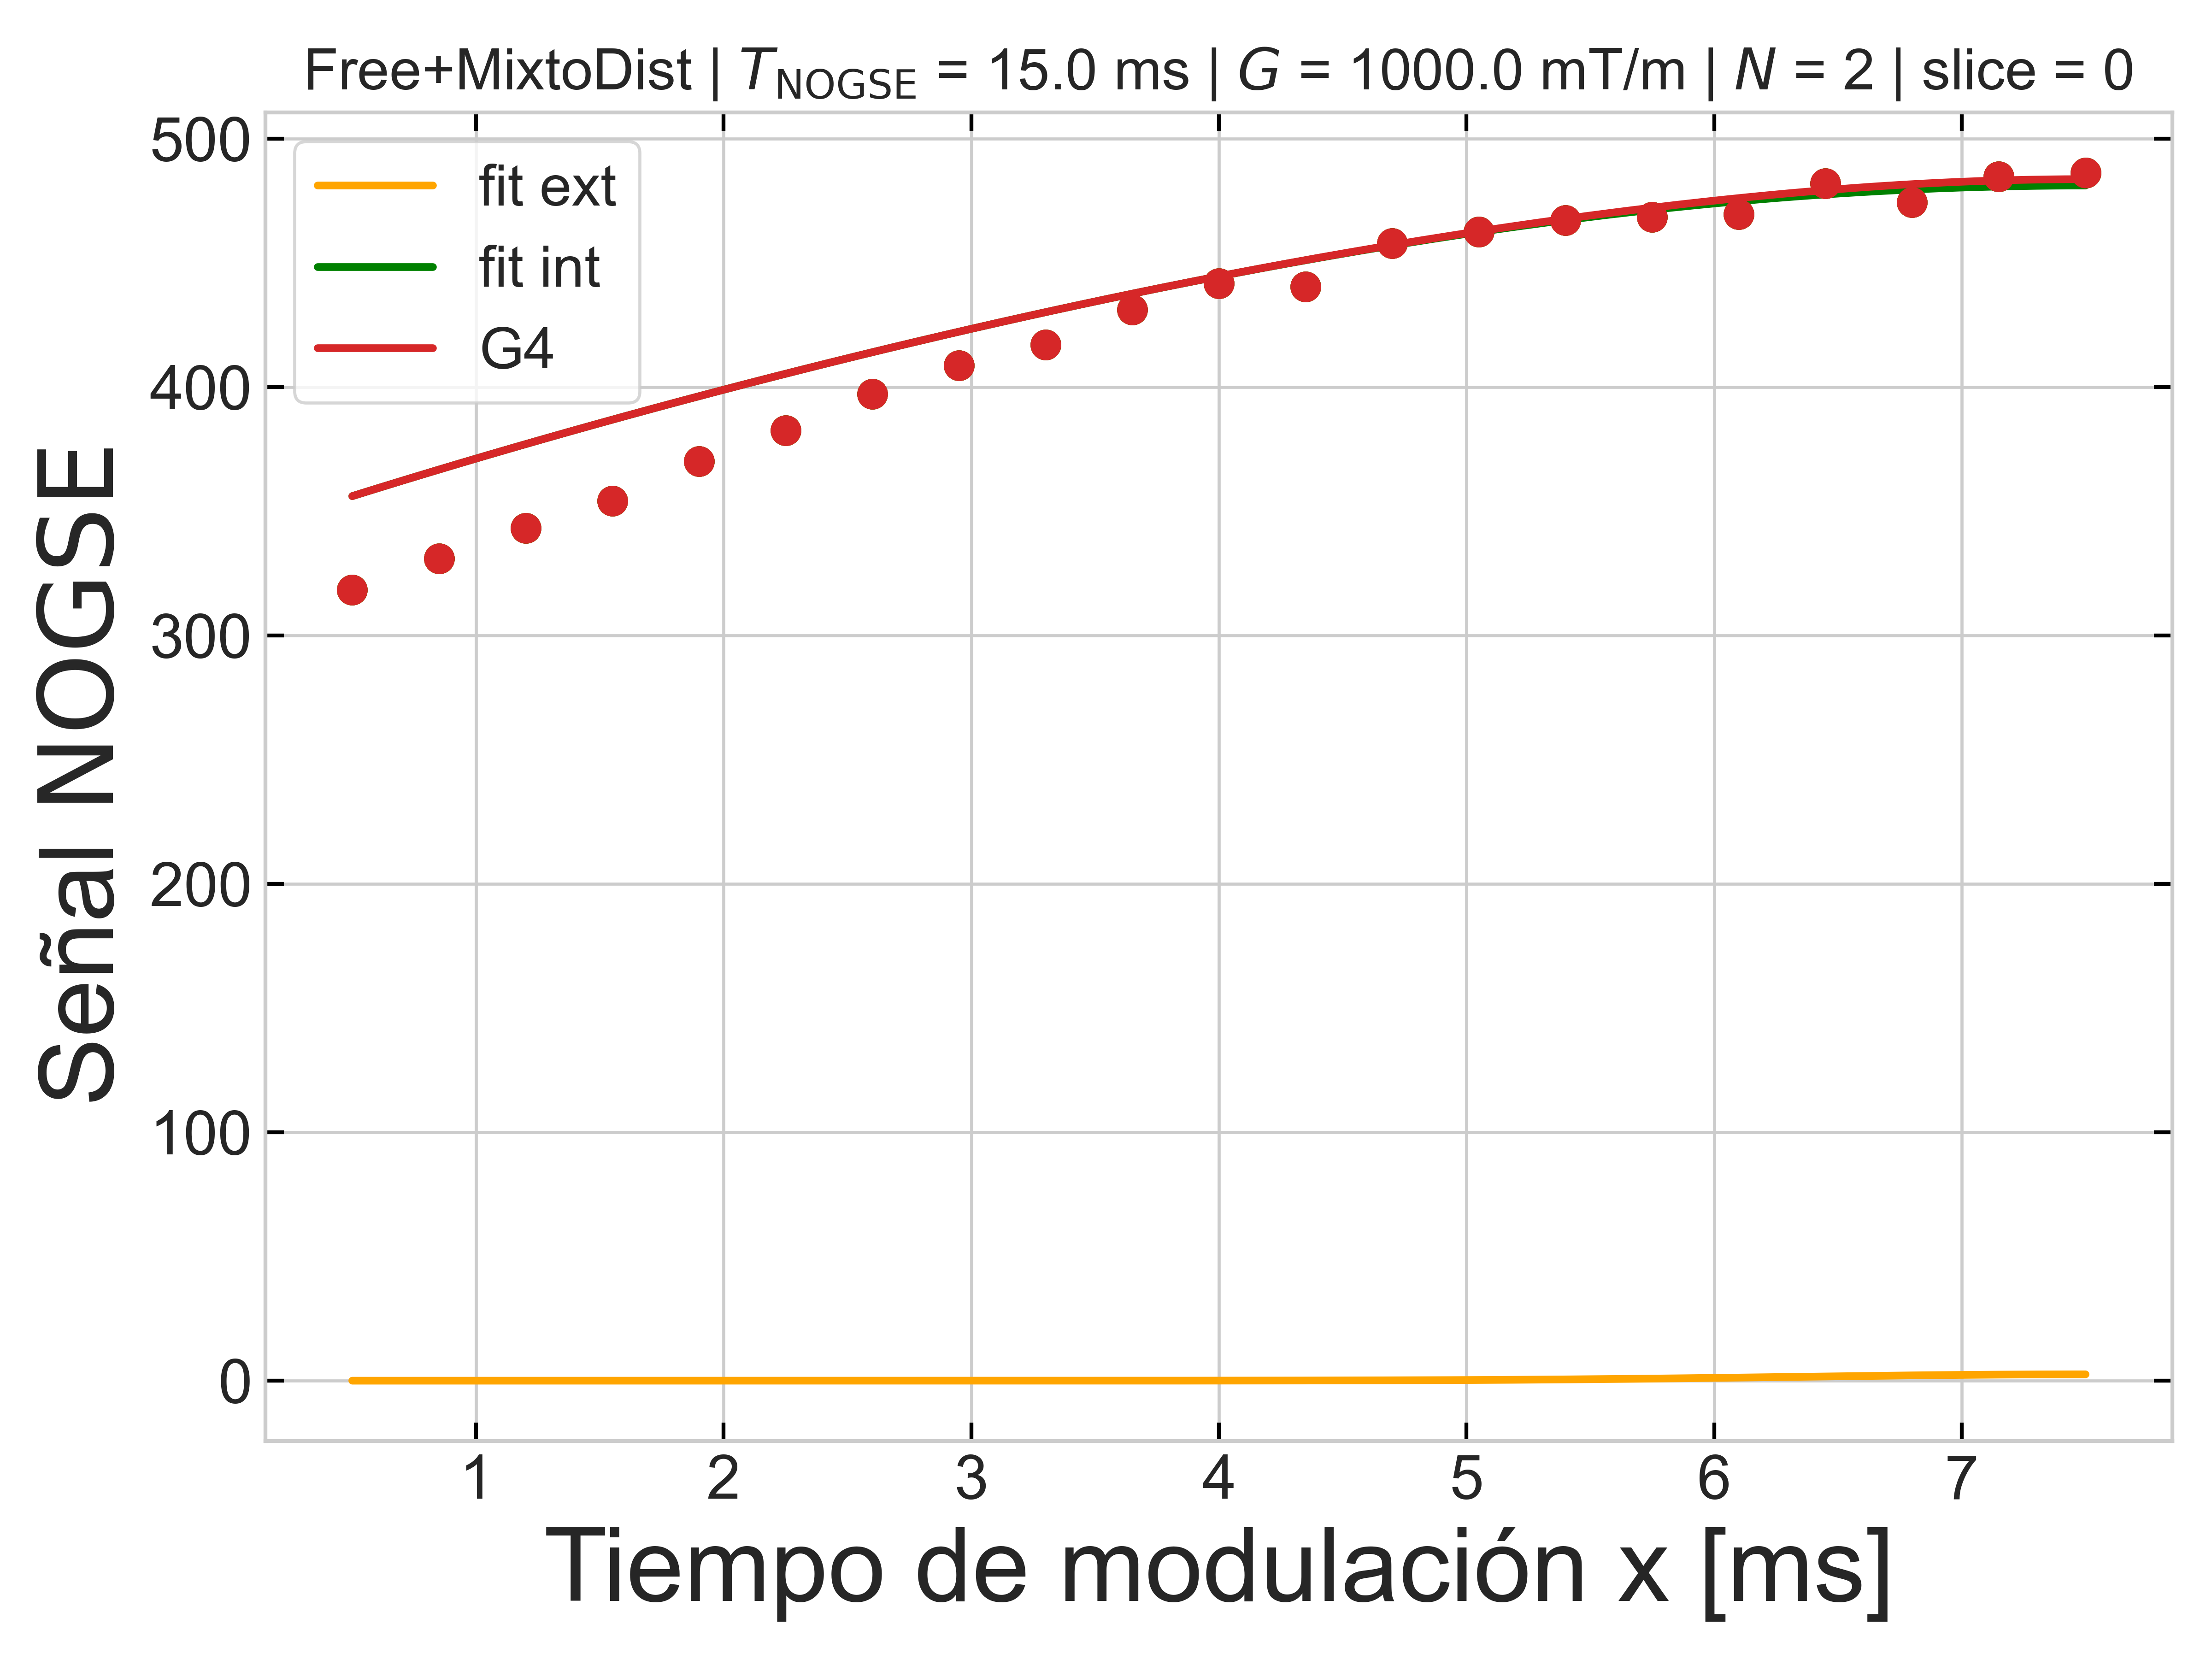 Free+MixtoDist | T_NOGSE = 15.0 ms | G = 1000.0 mT/m | N = 2 | slice = 0
500
400
300
200
100
0
fit ext
fit int
G4
Señal NOGSE
1 2 3 4 5 6 7
Tiempo de modulación x [ms]